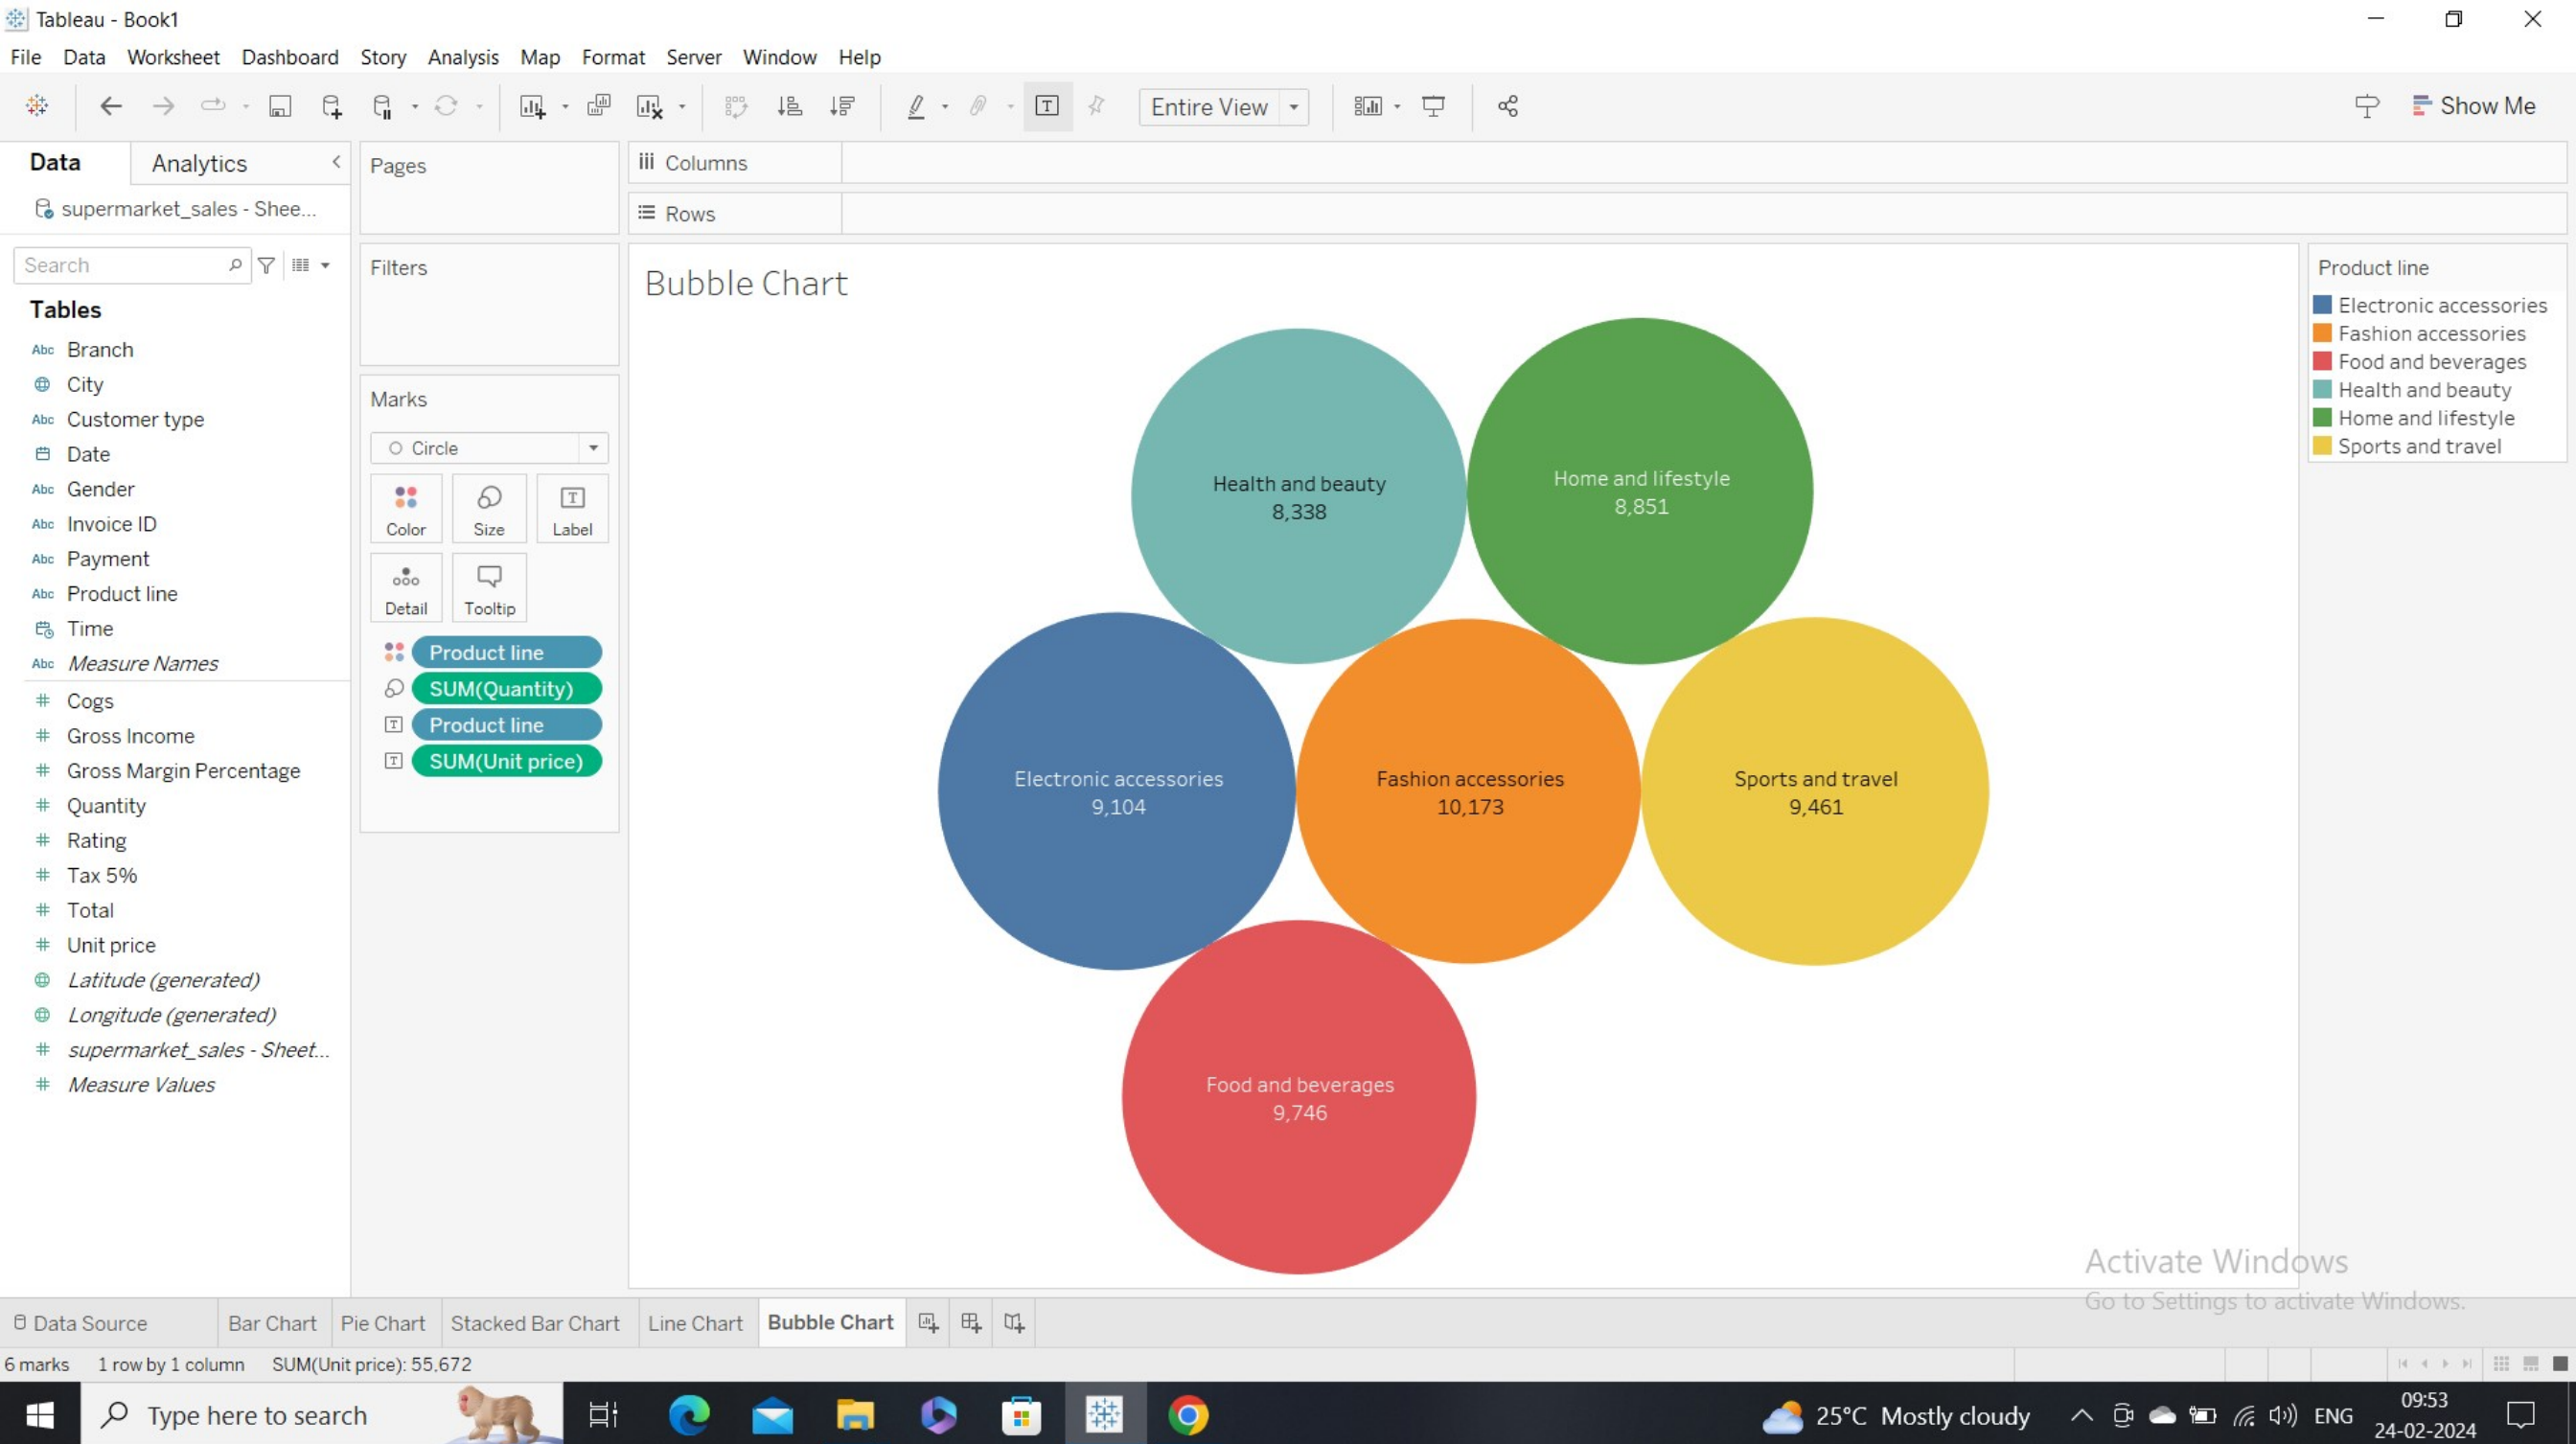 Tableau - Book1
File Data Worksheet Dashboard Story Analysis Map Format Server Window Help
Entire View
Show Me
Data
Analytics
supermarket_sales - Shee...
Search
Tables
Abc Branch
City
Abc Customer type
Date
Abc Gender
Abc Invoice ID
Abc Payment
Abc Product line
Time
Abc Measure Names
# Cogs
# Gross Income
# Gross Margin Percentage
# Quantity
# Rating
# Tax 5%
# Total
# Unit price
Latitude (generated)
Longitude (generated)
# supermarket_sales - Sheet...
# Measure Values
Pages
Filters
Marks
Circle
Color Size T Label
Detail Tooltip
Product line
SUM(Quantity)
T Product line
T SUM(Unit price)
Columns
Rows
Bubble Chart
Health and beauty
8,338
Home and lifestyle
8,851
Electronic accessories
9,104
Fashion accessories
10,173
Sports and travel
9,461
Food and beverages
9,746
Product line
Electronic accessories
Fashion accessories
Food and beverages
Health and beauty
Home and lifestyle
Sports and travel
Activate Windows
Go to Settings to activate Windows.
Data Source Bar Chart Pie Chart Stacked Bar Chart Line Chart Bubble Chart
6 marks 1 row by 1 column SUM(Unit price): 55,672
Type here to search
25°C Mostly cloudy
ENG
09:53
24-02-2024